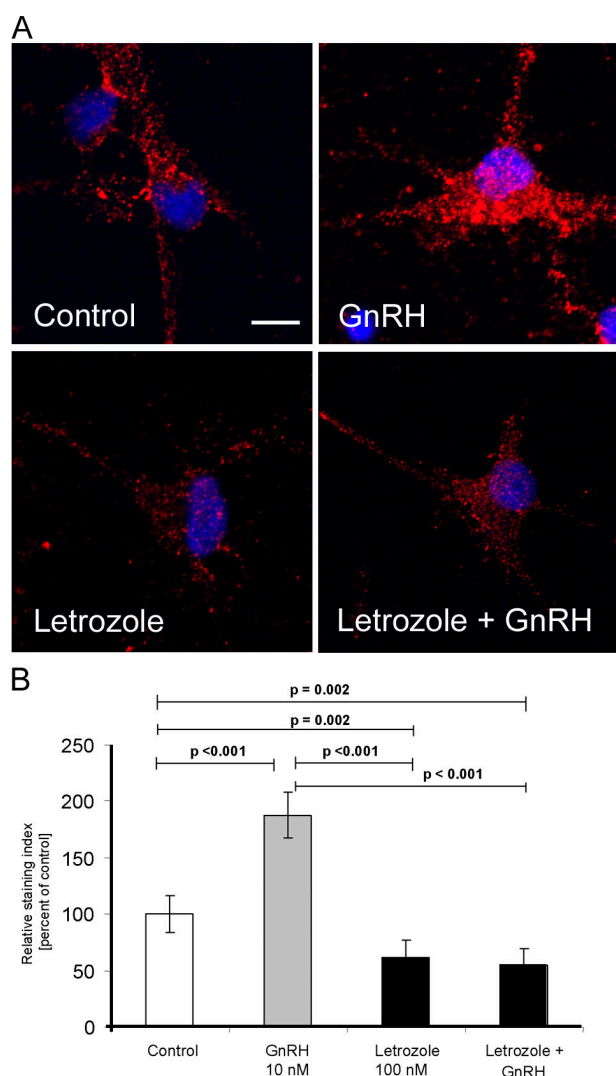 A
Control
GnRH
Letrozole
Letrozole + GnRH
B
p = 0.002
p = 0.002
p <0.001
p <0.001
p < 0.001
Relative staining index
[percent of control]
250
200
150
100
50
0
Control
GnRH
10 nM
Letrozole
100 nM
Letrozole +
GnRH